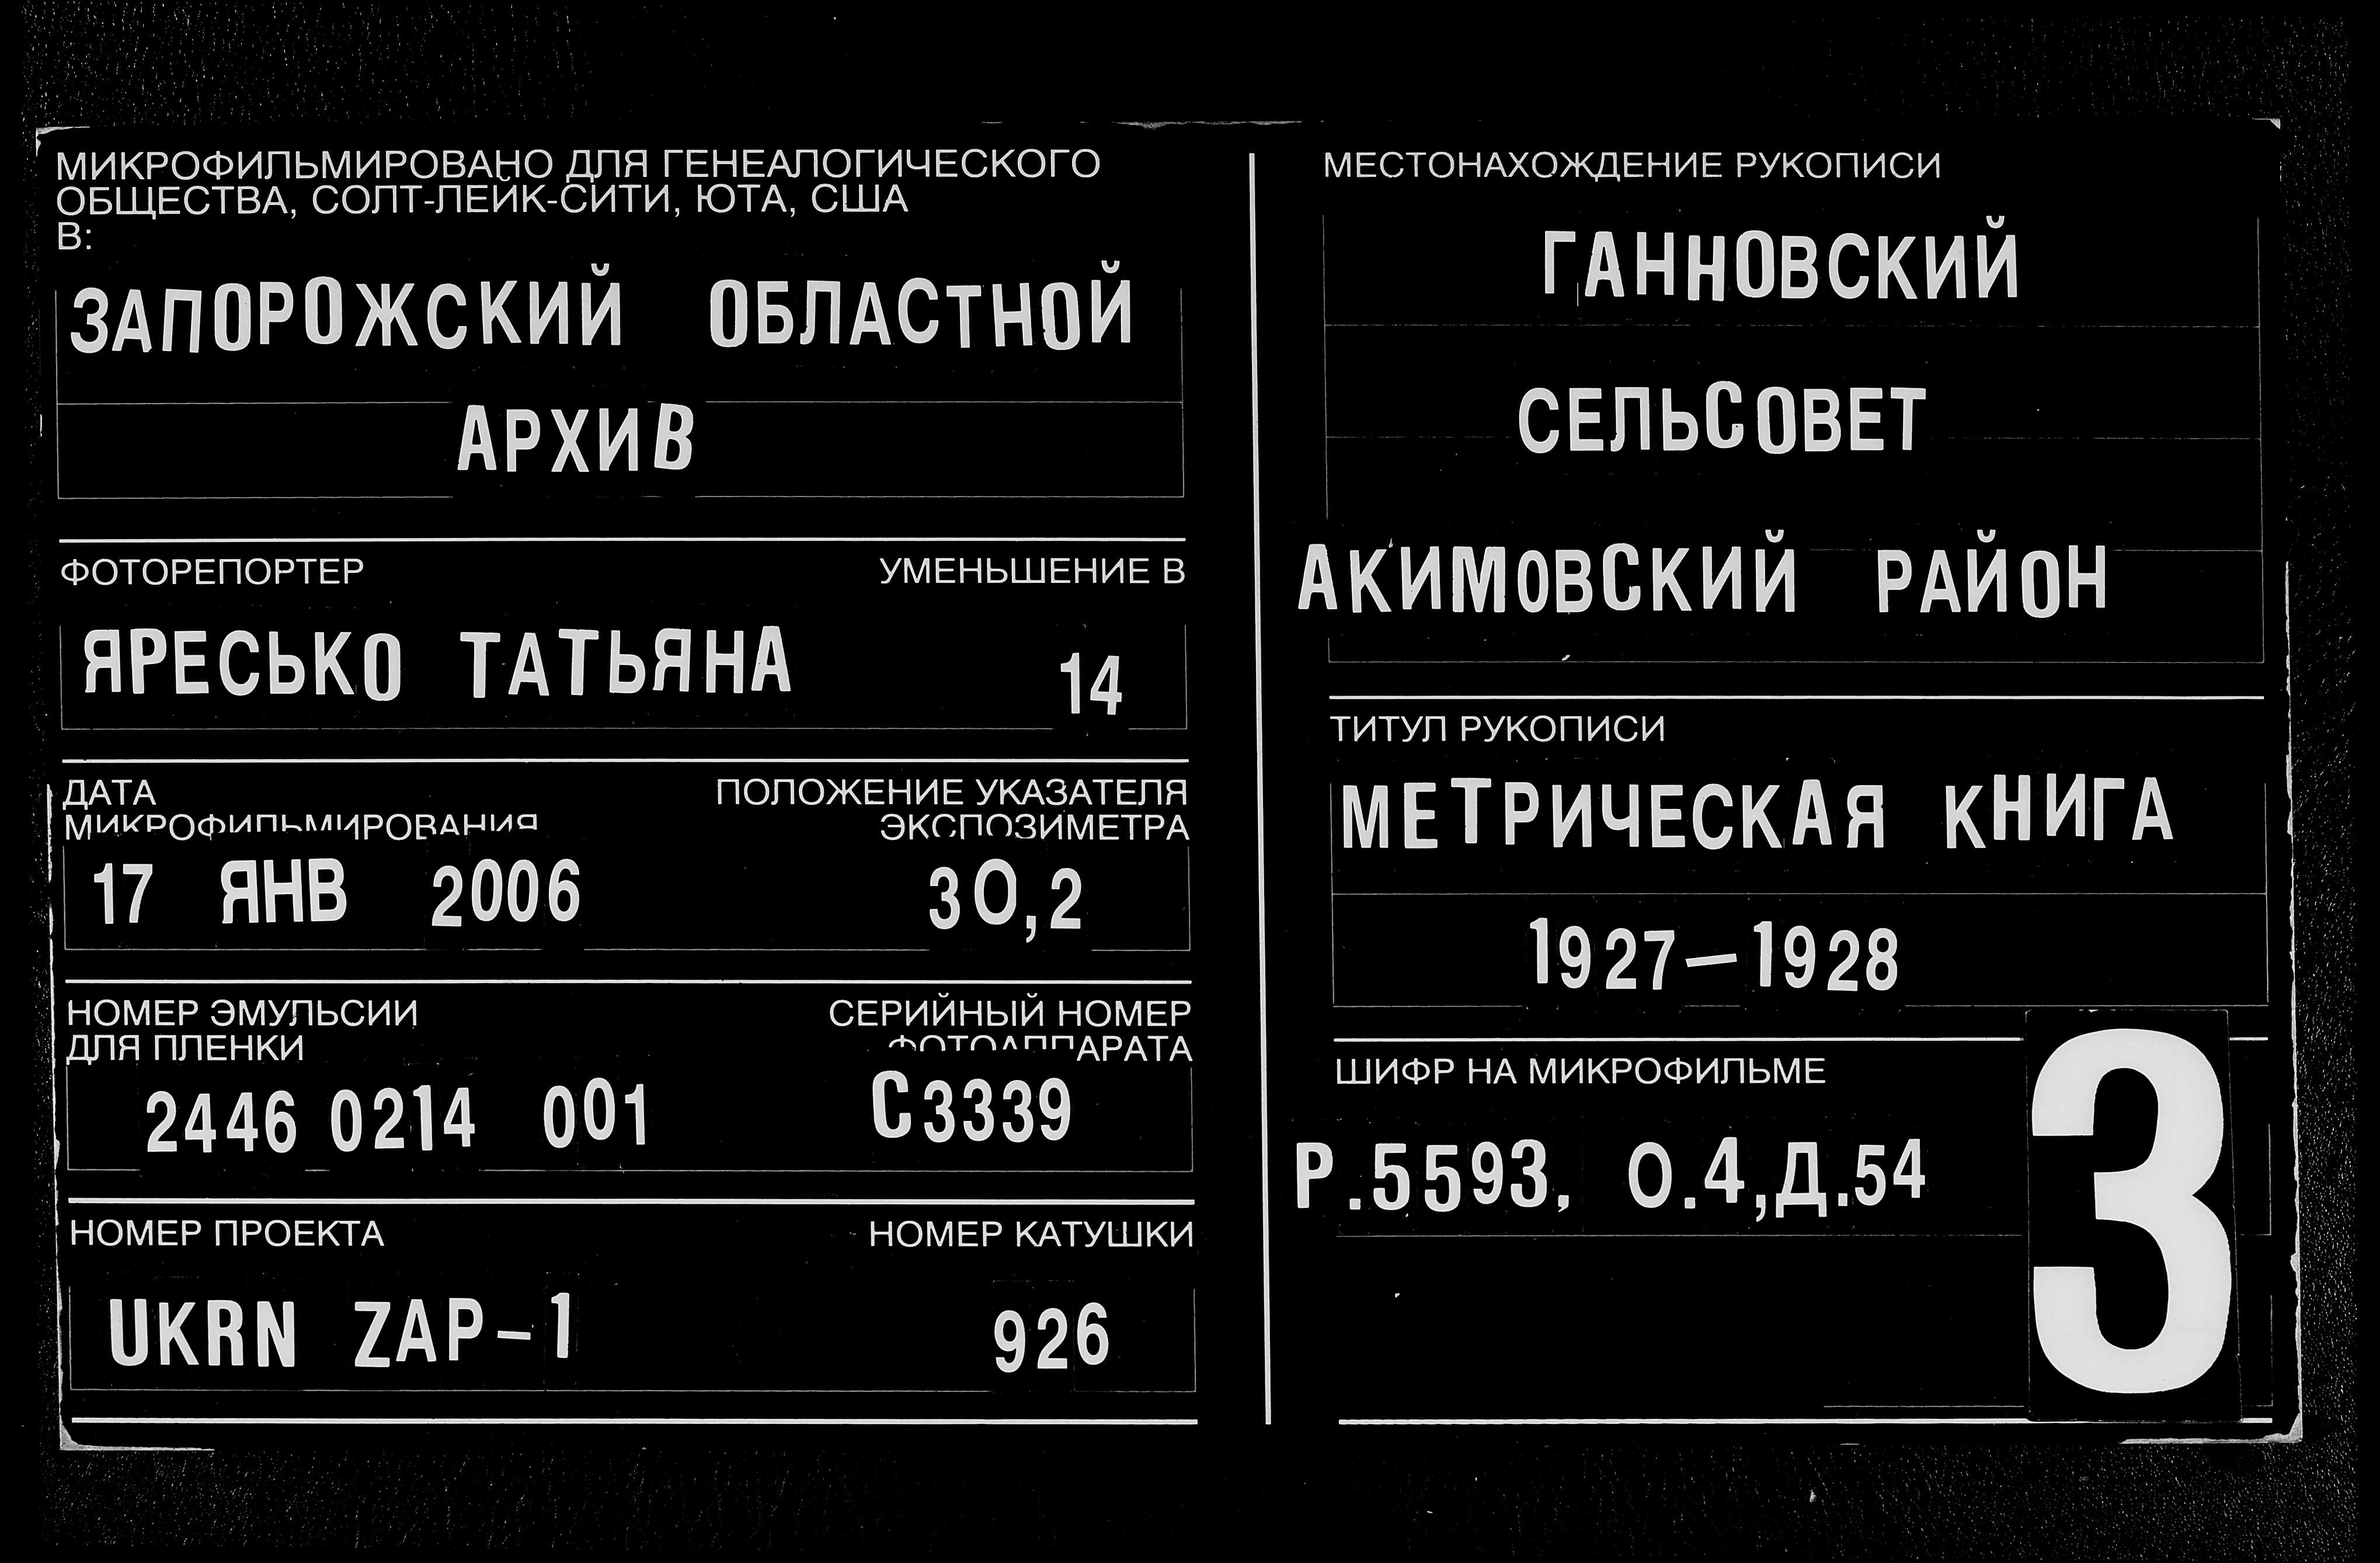 МИКРОФИЛЬМИРОВАНО ДЛЯ ГЕНЕАЛОГИЧЕСКОГО
ОБЩЕСТВА, СОЛТ-ЛЕЙК-СИТИ, ЮТА, США
В:
ЗАПОРОЖСКИЙ ОБЛАСТНОЙ
АРХИВ
ФОТОРЕПОРТЕР УМЕНЬШЕНИЕ В
ЯРЕСЬКО ТАТЬЯНА 14
ДАТА ПОЛОЖЕНИЕ УКАЗАТЕЛЯ
МИКРОФИЛЬМИРОВАНИЯ ЭКСПОЗИМЕТРА
17 ЯНВ 2006 30,2
НОМЕР ЭМУЛЬСИИ СЕРИЙНЫЙ НОМЕР
ДЛЯ ПЛЕНКИ ФОТОАППАРАТА
2446 0214 001 С3339
НОМЕР ПРОЕКТА НОМЕР КАТУШКИ
UKRN ZAP-1 926
МЕСТОНАХОЖДЕНИЕ РУКОПИСИ
ГАННОВСКИЙ
СЕЛЬСОВЕТ
АКИМОВСКИЙ РАЙОН
ТИТУЛ РУКОПИСИ
МЕТРИЧЕСКАЯ КНИГА
1927—1928
ШИФР НА МИКРОФИЛЬМЕ
Р.5593, О.4,Д.54
3